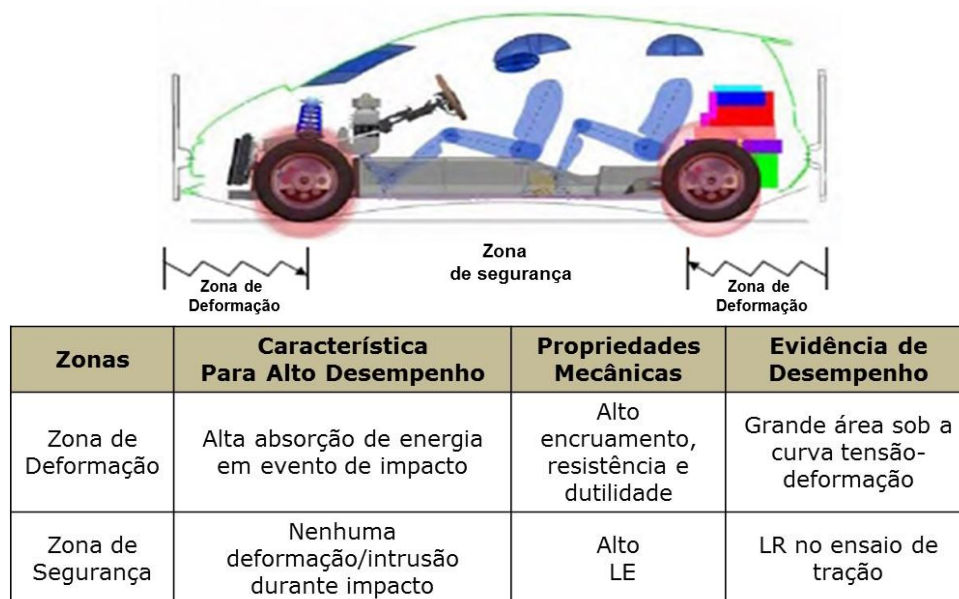 Zona
de segurança
Zona de
Deformação
Zona de
Deformação
Zonas
Característica
Para Alto Desempenho
Propriedades
Mecânicas
Evidência de
Desempenho
Zona de
Deformação
Alta absorção de energia
em evento de impacto
Alto
encruamento,
resistência e
dutilidade
Grande área sob a
curva tensão-
deformação
Zona de
Segurança
Nenhuma
deformação/intrusão
durante impacto
Alto
LE
LR no ensaio de
tração